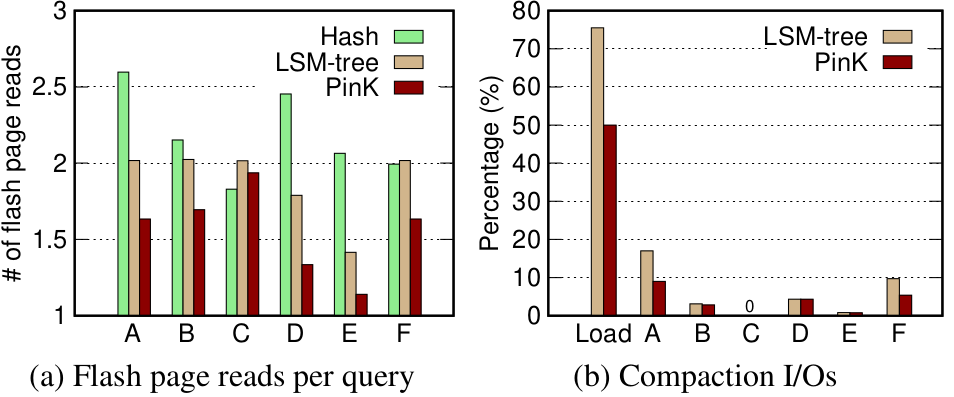 # of flash page reads
3
2.5
2
1.5
1
Hash
LSM-tree
PinK
A B C D E F
(a) Flash page reads per query
Percentage (%)
80
70
60
50
40
30
20
10
0
LSM-tree
PinK
0
Load A B C D E F
(b) Compaction I/Os